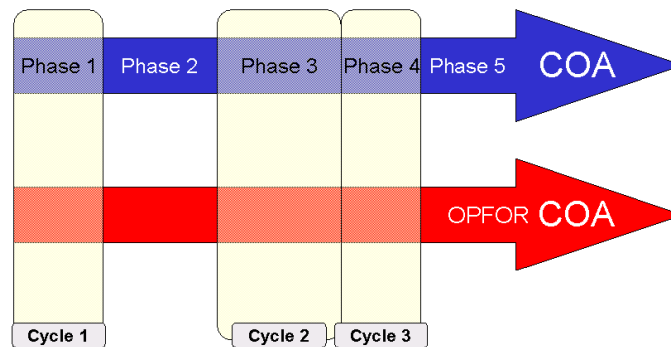 Phase 1 Phase 2 Phase 3 Phase 4 Phase 5 COA
OPFOR COA
Cycle 1 Cycle 2 Cycle 3